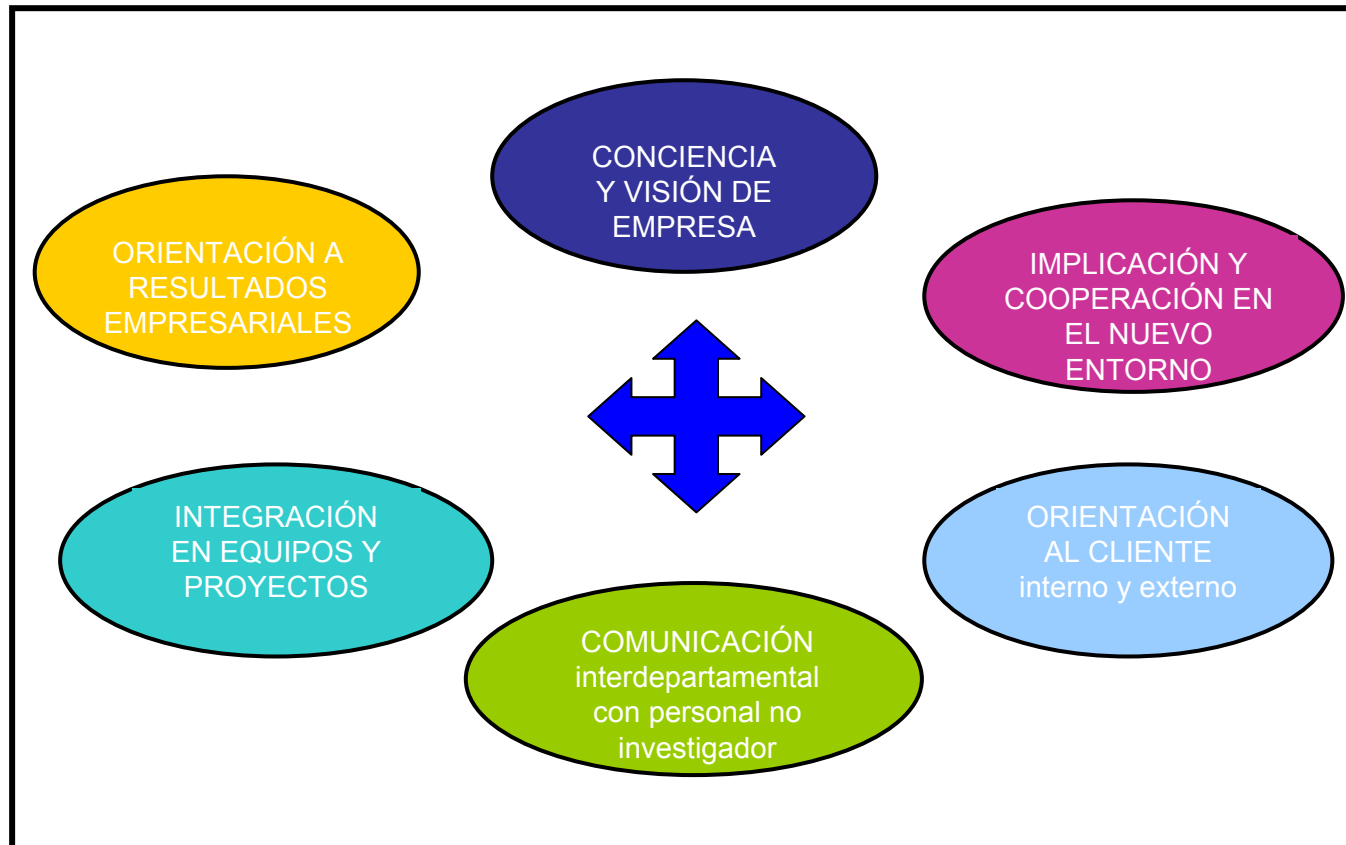 CONCIENCIA
Y VISIÓN DE
EMPRESA
ORIENTACIÓN A
RESULTADOS
EMPRESARIALES
IMPLICACIÓN Y
COOPERACIÓN EN
EL NUEVO
ENTORNO
INTEGRACIÓN
EN EQUIPOS Y
PROYECTOS
ORIENTACIÓN
AL CLIENTE
interno y externo
COMUNICACIÓN
interdepartamental
con personal no
investigador